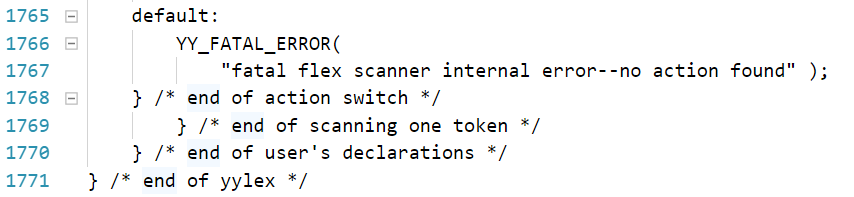 1765 default:
1766 YY_FATAL_ERROR(
1767 "fatal flex scanner internal error--no action found" );
1768 } /* end of action switch */
1769 } /* end of scanning one token */
1770 } /* end of user's declarations */
1771 } /* end of yylex */